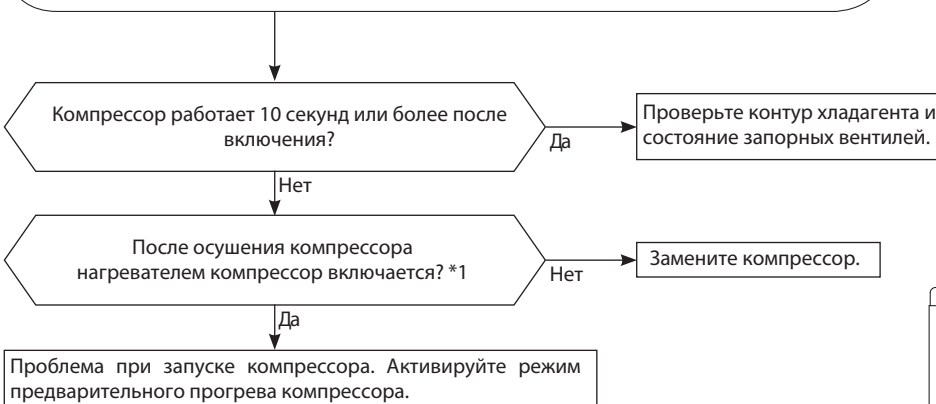 Компрессор работает 10 секунд или более после
включения?
Да
Проверьте контур хладагента и
состояние запорных вентилей.
Нет
После осушения компрессора
нагревателем компрессор включается? *1
Нет
Замените компрессор.
Да
Проблема при запуске компрессора. Активируйте режим
предварительного прогрева компрессора.